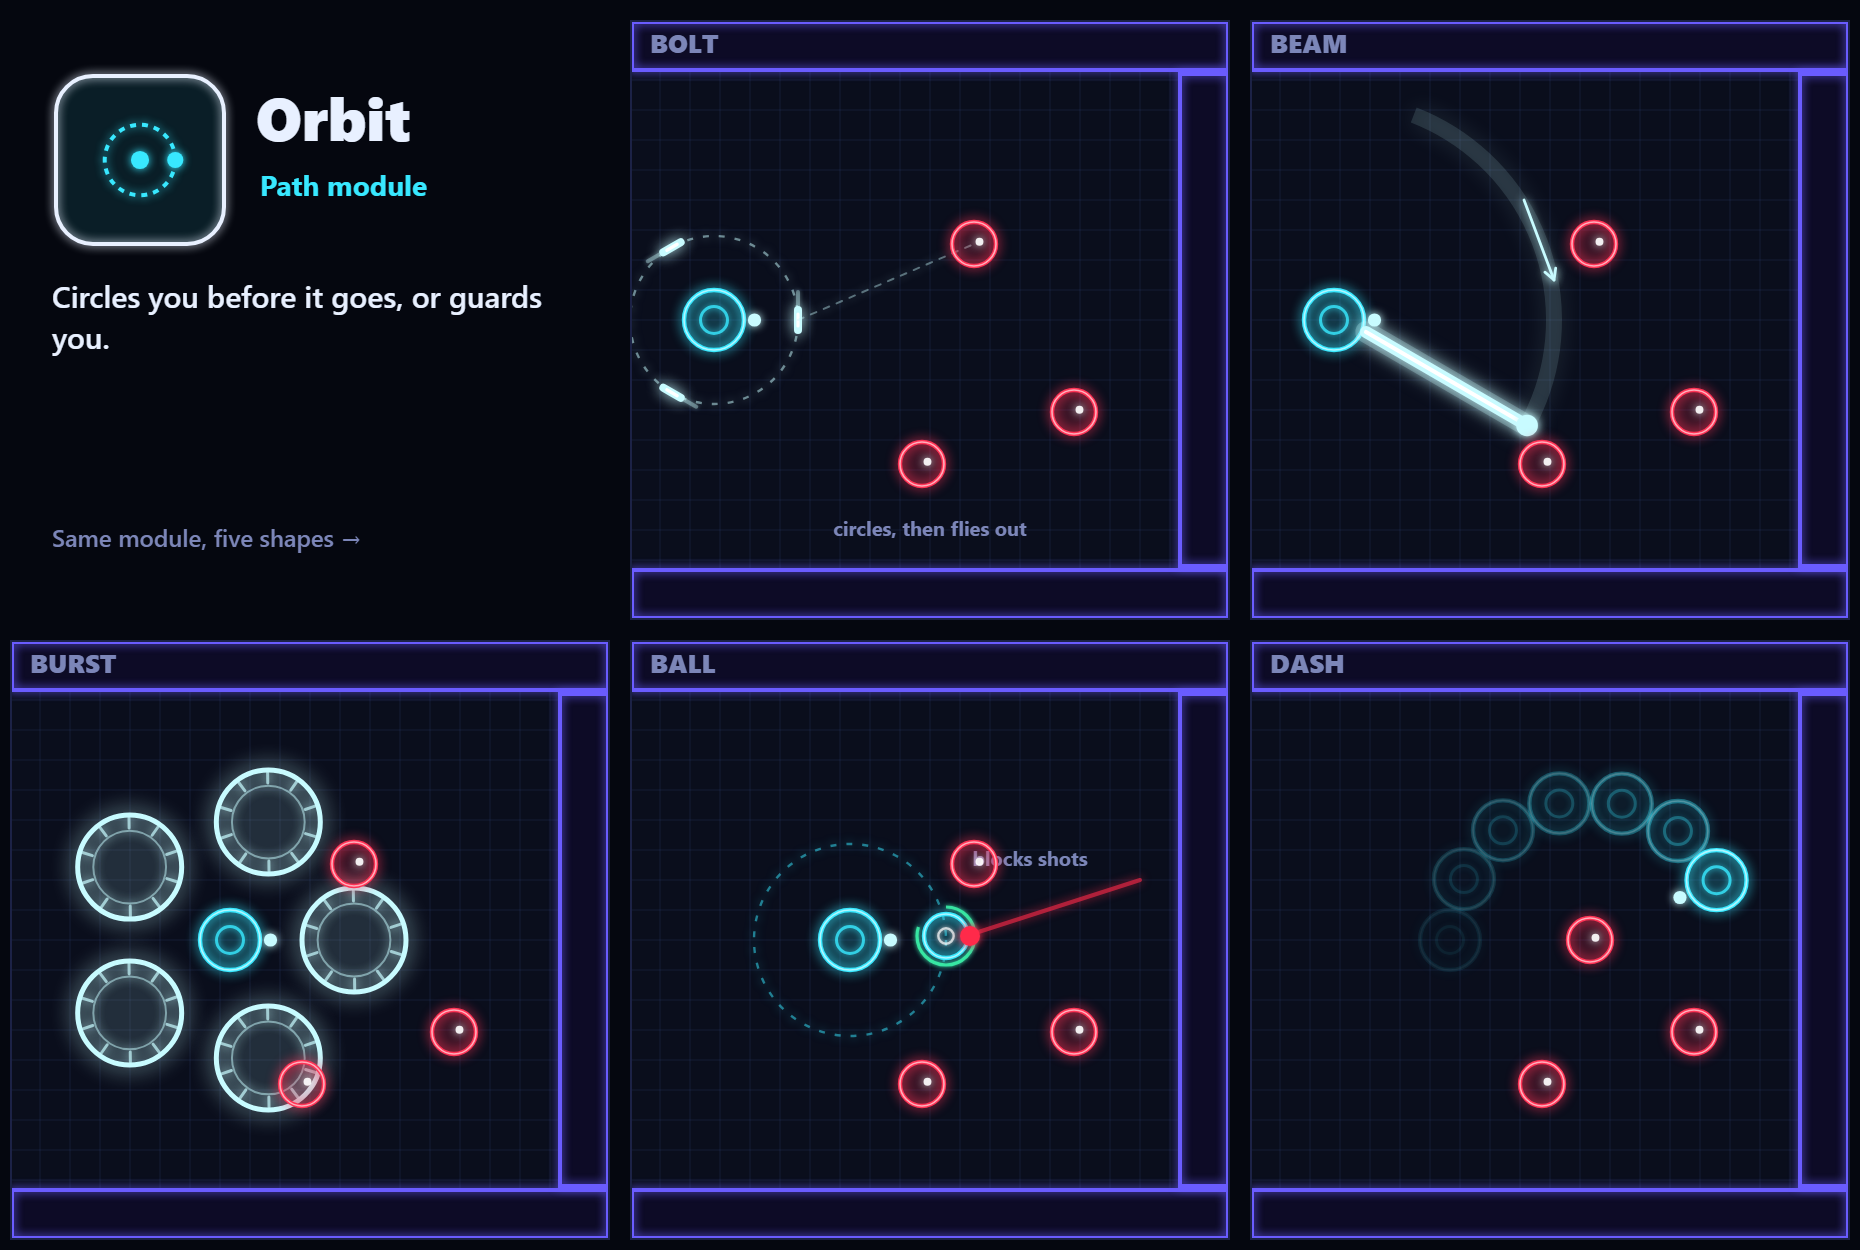 Orbit
Path module
Circles you before it goes, or guards
you.
Same module, five shapes →
BOLT
circles, then flies out
BEAM
BURST
BALL
blocks shots
DASH